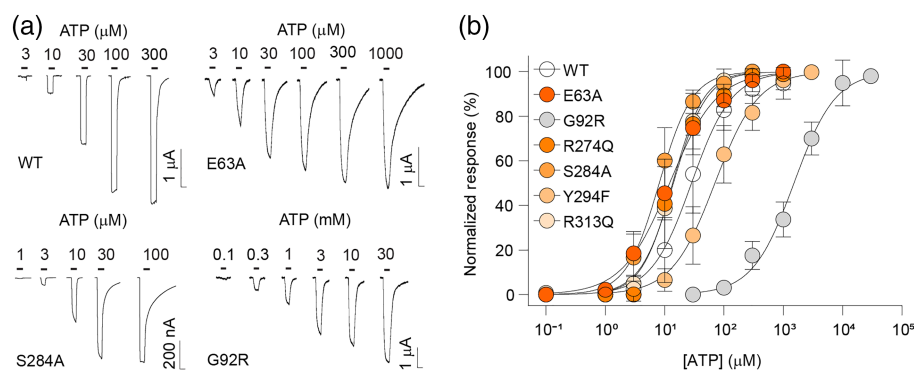 (a)
ATP (μM)
3 10 30 100 300
WT
1 μA
ATP (μM)
3 10 30 100 300 1000
E63A
1 μA
ATP (μM)
1 3 10 30 100
S284A
200 nA
ATP (mM)
0.1 0.3 1 3 10 30
G92R
1 μA
(b)
Normalized response (%)
100
80
60
40
20
0
WT
E63A
G92R
R274Q
S284A
Y294F
R313Q
10⁻¹ 10⁰ 10¹ 10² 10³ 10⁴ 10⁵
[ATP] (μM)